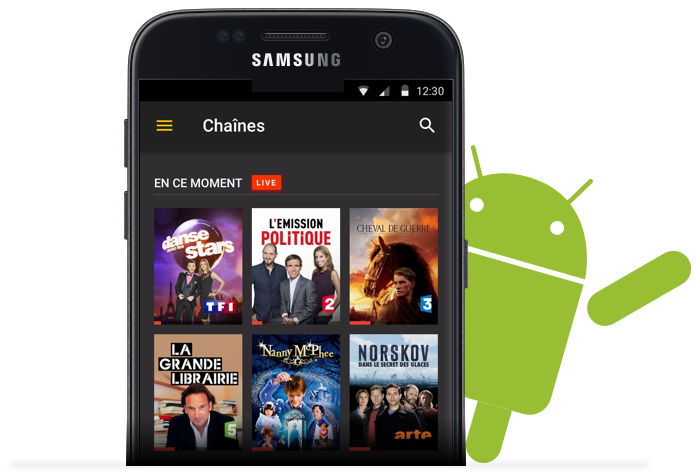 SAMSUNG
12:30
Chaînes
EN CE MOMENT LIVE
danse
avec les
stars
TF1
L'EMISSION
POLiTiQUE
2
CHEVAL DE GUERRE
3
LA
GRANDE
LIBRAIRIE
5
Nanny McPhee
NORSKOV
DANS LE SECRET DES GLACES
arte